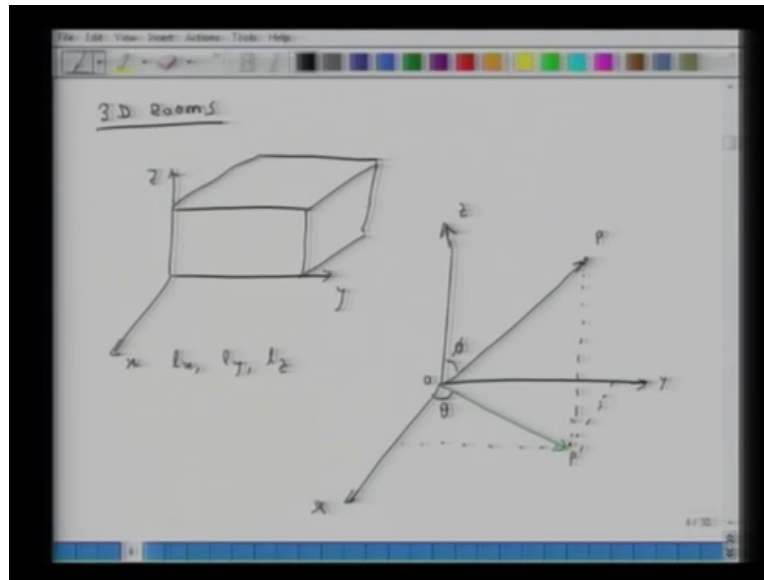 File Edit View Insert Actions Tools Help
B I
3D Rooms
z
y
x
lx, ly, lz
z
P
φ
o
y
θ
P'
x